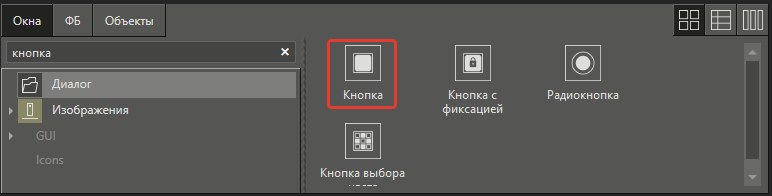 Окна
ФБ
Объекты
кнопка
Диалог
Изображения
GUI
Icons
Кнопка
Кнопка с
фиксацией
Радиокнопка
Кнопка выбора